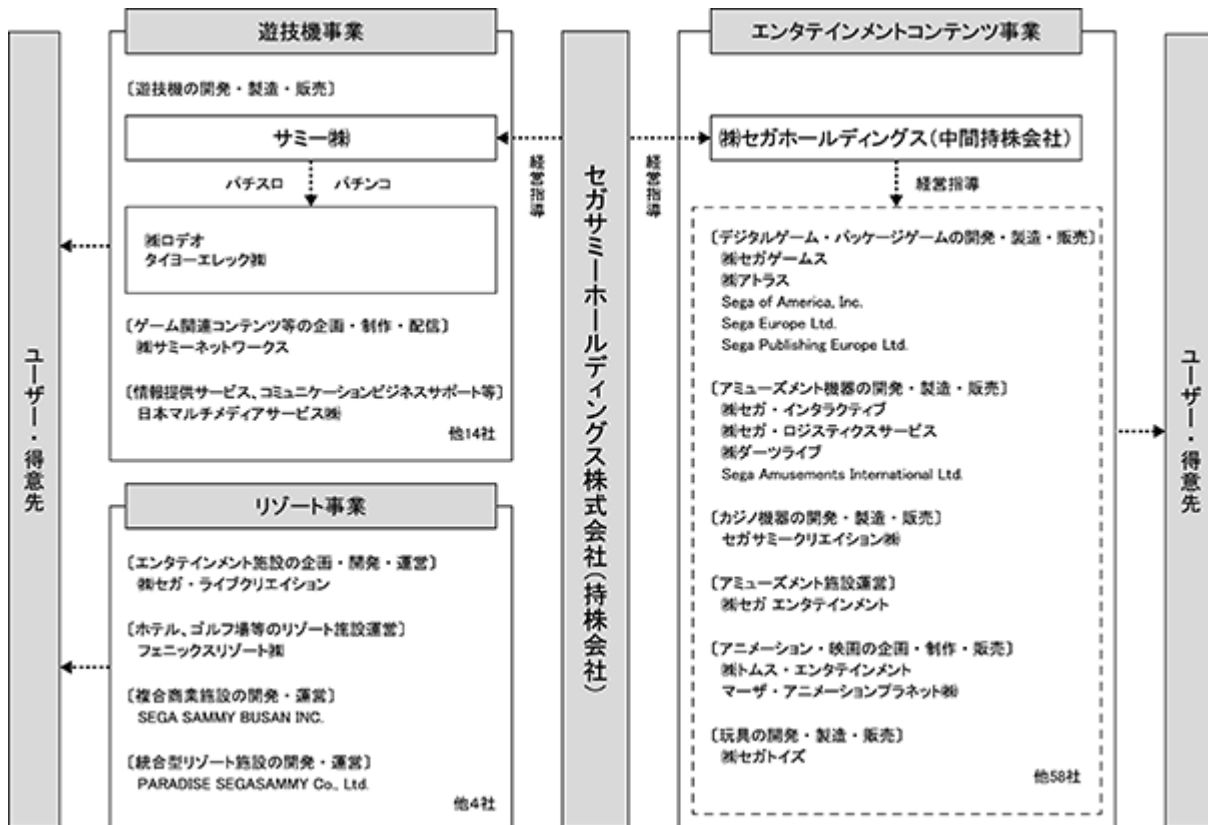 遊技機事業
〔遊技機の開発・製造・販売〕
サミー㈱
パチスロ
パチンコ
㈱ロデオ
タイヨーエレック㈱
〔ゲーム関連コンテンツ等の企画・制作・配信〕
㈱サミーネットワークス
〔情報提供サービス、コミュニケーションビジネスサポート等〕
日本マルチメディアサービス㈱
他14社
リゾート事業
〔エンタテインメント施設の企画・開発・運営〕
㈱セガ・ライブクリエイション
〔ホテル、ゴルフ場等のリゾート施設運営〕
フェニックスリゾート㈱
〔複合商業施設の開発・運営〕
SEGA SAMMY BUSAN INC.
〔統合型リゾート施設の開発・運営〕
PARADISE SEGASAMMY Co., Ltd.
他4社
ユーザー・得意先
経営指導
セガサミーホールディングス株式会社(持株会社)
経営指導
エンタテインメントコンテンツ事業
㈱セガホールディングス(中間持株会社)
経営指導
〔デジタルゲーム・パッケージゲームの開発・製造・販売〕
㈱セガゲームス
㈱アトラス
Sega of America, Inc.
Sega Europe Ltd.
Sega Publishing Europe Ltd.
〔アミューズメント機器の開発・製造・販売〕
㈱セガ・インタラクティブ
㈱セガ・ロジスティクスサービス
㈱ダーツライブ
Sega Amusements International Ltd.
〔カジノ機器の開発・製造・販売〕
セガサミークリエイション㈱
〔アミューズメント施設運営〕
㈱セガ エンタテインメント
〔アニメーション・映画の企画・制作・販売〕
㈱トムス・エンタテインメント
マーザ・アニメーションプラネット㈱
〔玩具の開発・製造・販売〕
㈱セガトイズ
他58社
ユーザー・得意先